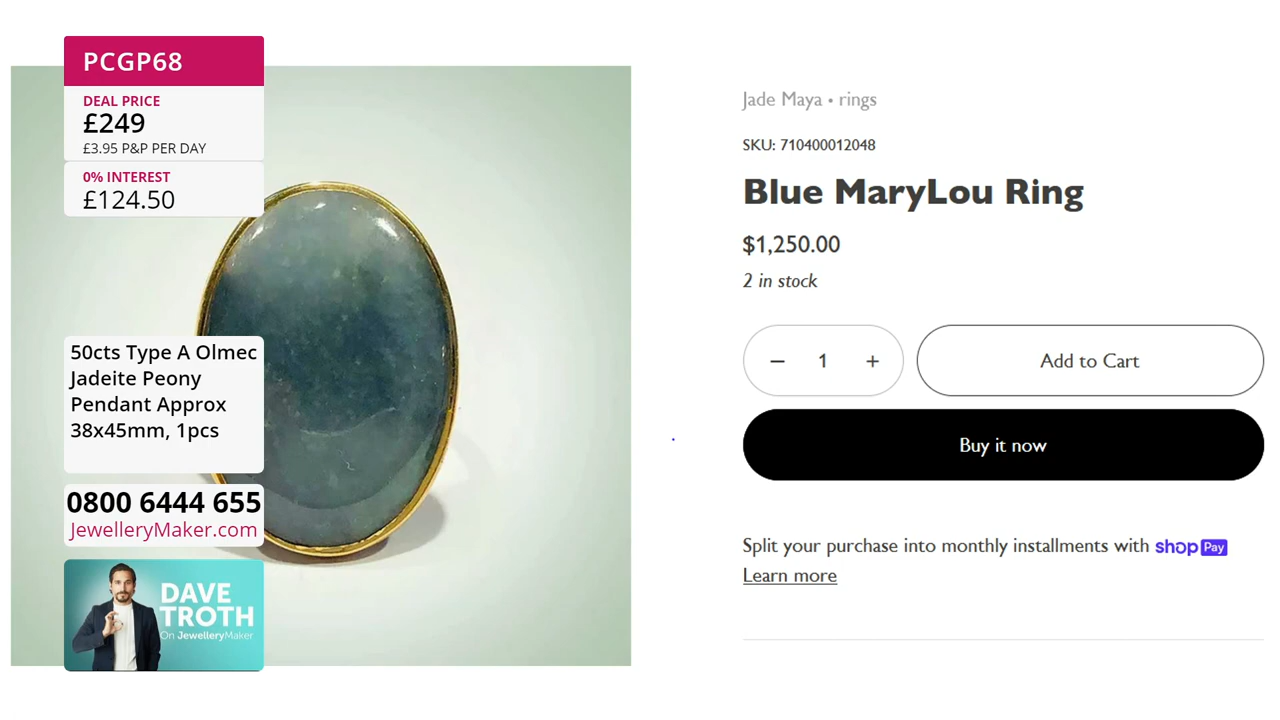 PCGP68
DEAL PRICE
£249
£3.95 P&P PER DAY
0% INTEREST
£124.50
50cts Type A Olmec
Jadeite Peony
Pendant Approx
38x45mm, 1pcs
0800 6444 655
JewelleryMaker.com
DAVE
TROTH
On JewelleryMaker
Jade Maya • rings
SKU: 710400012048
Blue MaryLou Ring
$1,250.00
2 in stock
− 1 +
Add to Cart
Buy it now
Split your purchase into monthly installments with shop Pay
Learn more